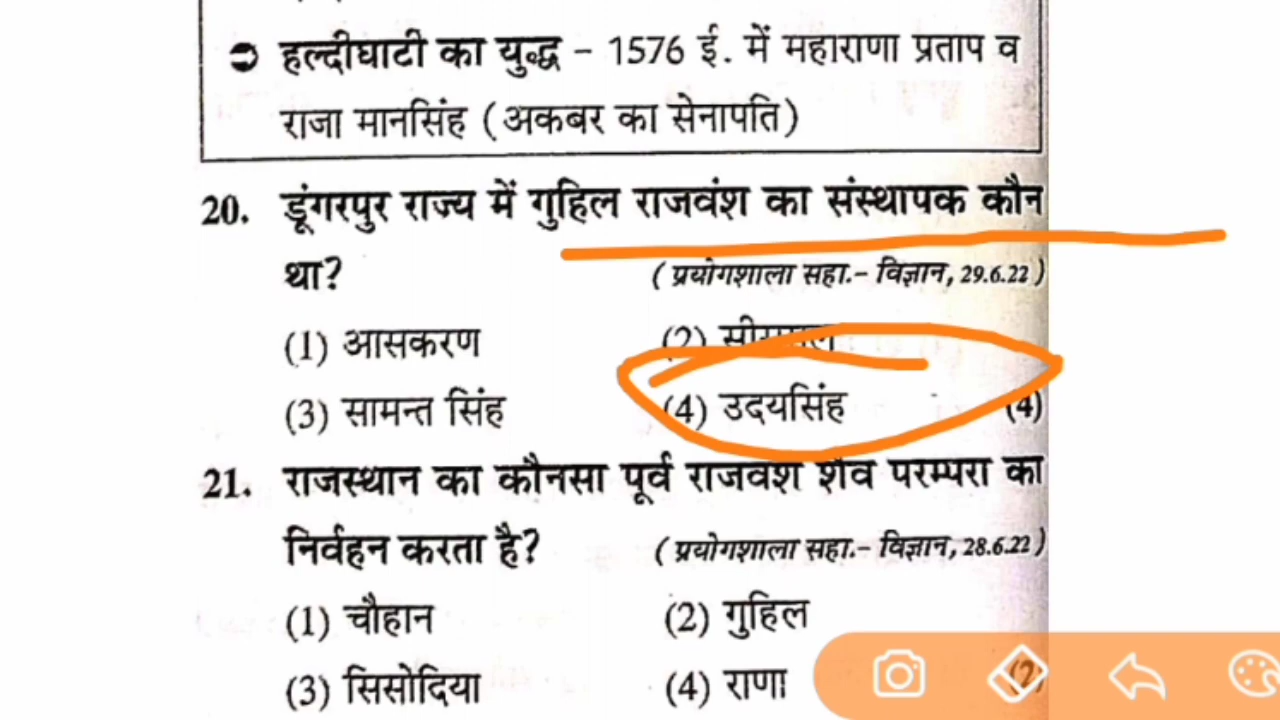 ➲ हल्दीघाटी का युद्ध – 1576 ई. में महाराणा प्रताप व
राजा मानसिंह (अकबर का सेनापति)
20. डूंगरपुर राज्य में गुहिल राजवंश का संस्थापक कौन
था? (प्रयोगशाला सहा.– विज्ञान, 29.6.22)
(1) आसकरण (2)
(3) सामन्त सिंह (4) उदयसिंह (4)
21. राजस्थान का कौनसा पूर्व राजवंश शैव परम्परा का
निर्वहन करता है? (प्रयोगशाला सहा.– विज्ञान, 28.6.22)
(1) चौहान (2) गुहिल
(3) सिसोदिया (4) राणा (2)